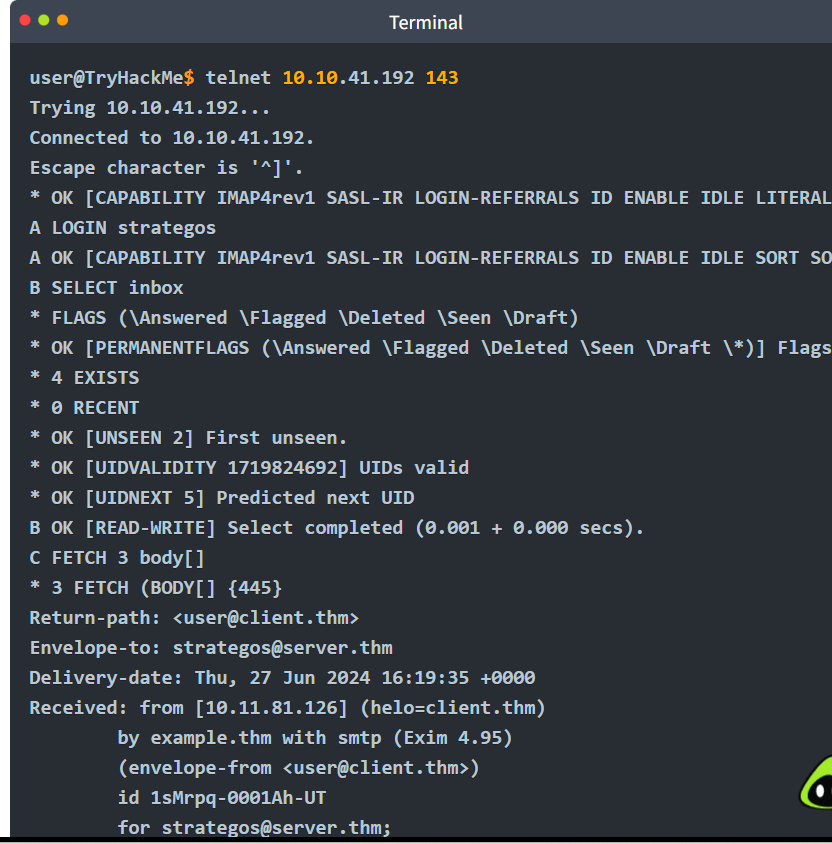 Terminal
user@TryHackMe$ telnet 10.10.41.192 143
Trying 10.10.41.192...
Connected to 10.10.41.192.
Escape character is '^]'.
* OK [CAPABILITY IMAP4rev1 SASL-IR LOGIN-REFERRALS ID ENABLE IDLE LITERAL
A LOGIN strategos
A OK [CAPABILITY IMAP4rev1 SASL-IR LOGIN-REFERRALS ID ENABLE IDLE SORT SO
B SELECT inbox
* FLAGS (\Answered \Flagged \Deleted \Seen \Draft)
* OK [PERMANENTFLAGS (\Answered \Flagged \Deleted \Seen \Draft \*)] Flags
* 4 EXISTS
* 0 RECENT
* OK [UNSEEN 2] First unseen.
* OK [UIDVALIDITY 1719824692] UIDs valid
* OK [UIDNEXT 5] Predicted next UID
B OK [READ-WRITE] Select completed (0.001 + 0.000 secs).
C FETCH 3 body[]
* 3 FETCH (BODY[] {445}
Return-path: <user@client.thm>
Envelope-to: strategos@server.thm
Delivery-date: Thu, 27 Jun 2024 16:19:35 +0000
Received: from [10.11.81.126] (helo=client.thm)
by example.thm with smtp (Exim 4.95)
(envelope-from <user@client.thm>)
id 1sMrpq-0001Ah-UT
for strategos@server.thm;